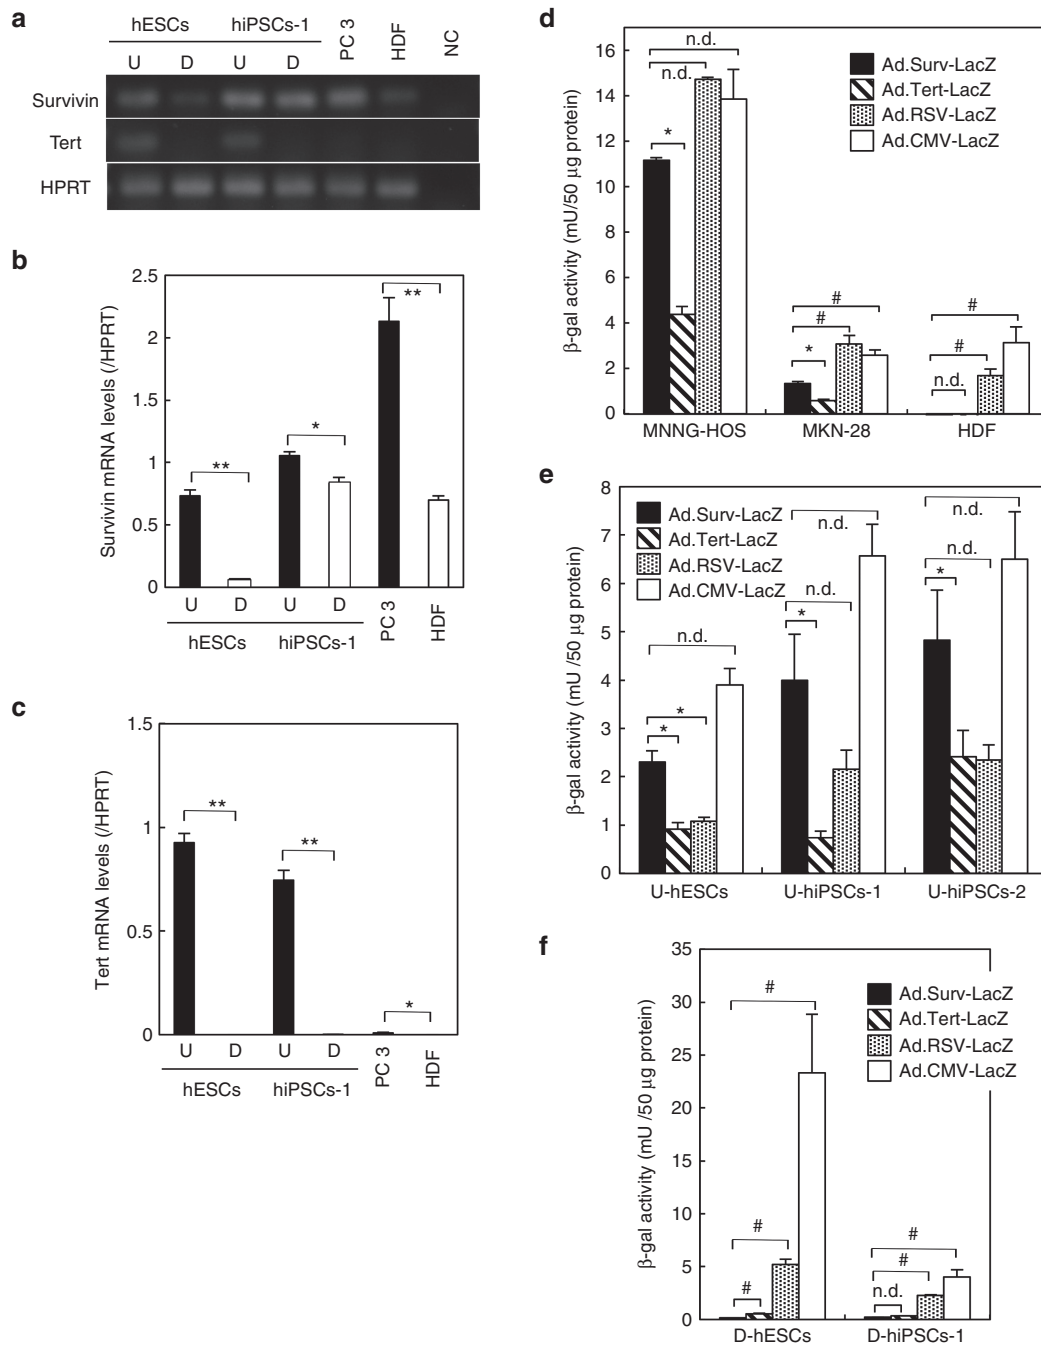 a
hESCs hiPSCs-1 PC 3 HDF NC
U D U D
Survivin
Tert
HPRT
b
Survivin mRNA levels (/HPRT)
2.5
2
1.5
1
0.5
0
** * **
U D U D PC 3 HDF
hESCs hiPSCs-1
c
Tert mRNA levels (/HPRT)
1.5
1
0.5
0
** ** *
U D U D PC 3 HDF
hESCs hiPSCs-1
d
β-gal activity (mU/50 μg protein)
16
14
12
10
8
6
4
2
0
n.d.
n.d.
*
Ad.Surv-LacZ
Ad.Tert-LacZ
Ad.RSV-LacZ
Ad.CMV-LacZ
#
#
*
#
#
n.d.
MNNG-HOS MKN-28 HDF
e
β-gal activity (mU /50 μg protein)
8
7
6
5
4
3
2
1
0
Ad.Surv-LacZ
Ad.Tert-LacZ
Ad.RSV-LacZ
Ad.CMV-LacZ
n.d.
*
*
n.d.
n.d.
*
n.d.
n.d.
*
U-hESCs U-hiPSCs-1 U-hiPSCs-2
f
β-gal activity (mU /50 μg protein)
35
30
25
20
15
10
5
0
Ad.Surv-LacZ
Ad.Tert-LacZ
Ad.RSV-LacZ
Ad.CMV-LacZ
#
#
#
#
#
n.d.
D-hESCs D-hiPSCs-1